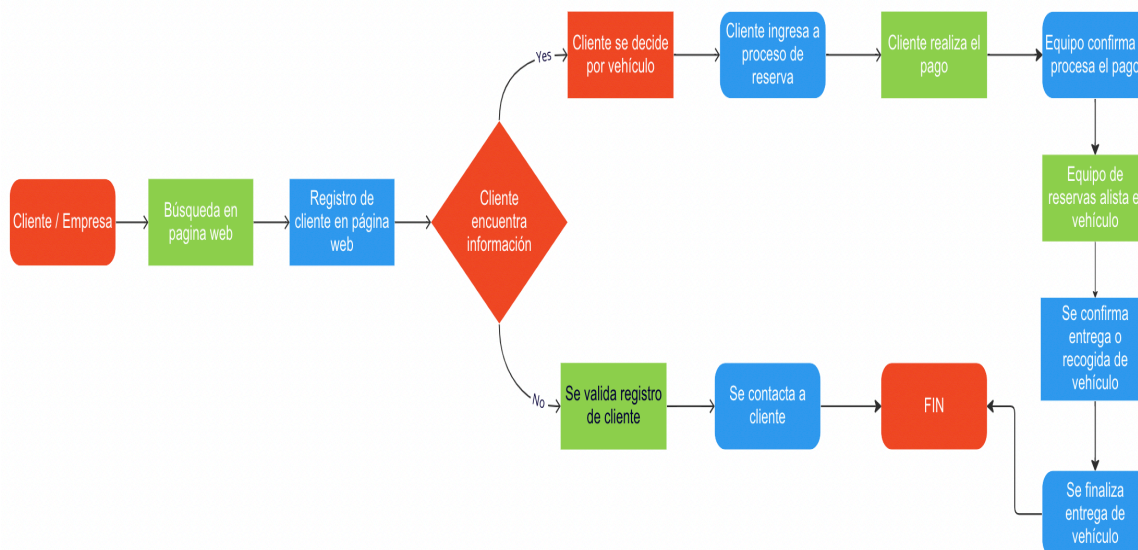 Cliente / Empresa
Búsqueda en
pagina web
Registro de
cliente en página
web
Cliente
encuentra
información
Yes
Cliente se decide
por vehículo
Cliente ingresa a
proceso de
reserva
Cliente realiza el
pago
Equipo confirma
procesa el pago
Equipo de
reservas alista e
vehículo
Se confirma
entrega o
recogida de
vehículo
Se finaliza
entrega de
vehículo
No
Se valida registro
de cliente
Se contacta a
cliente
FIN